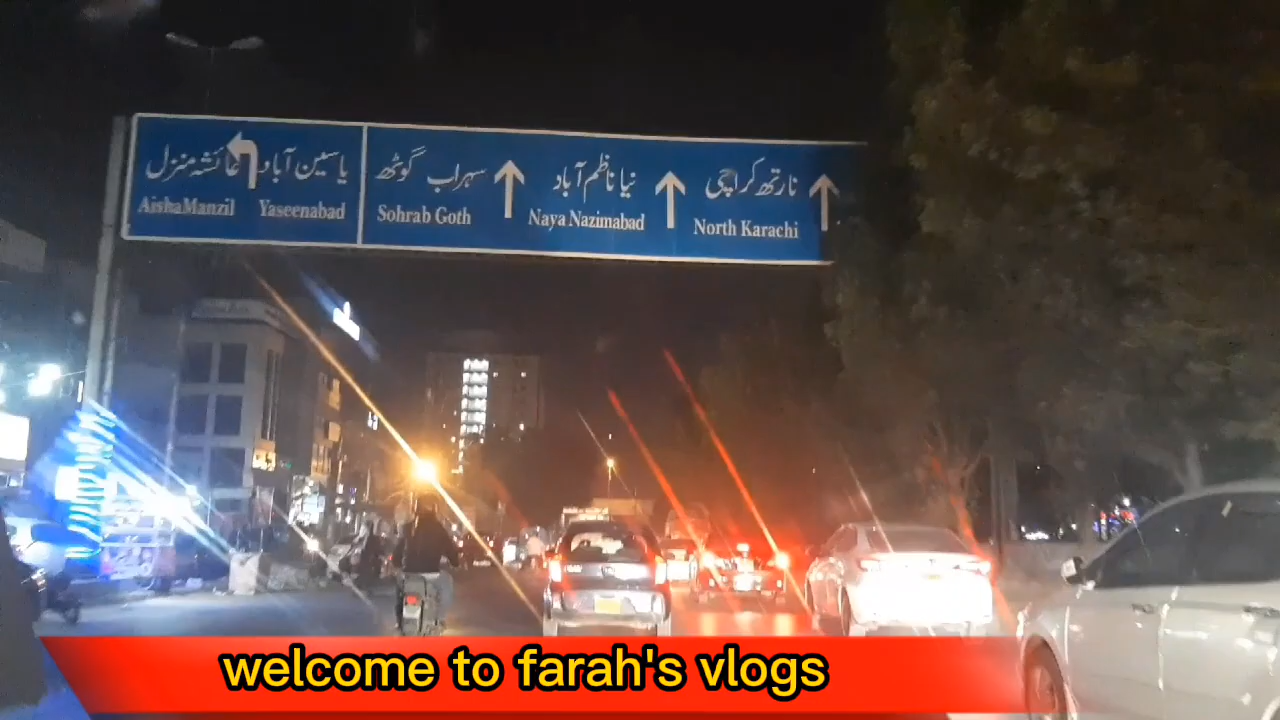 عائشہ منزل یاسین آباد
AishaManzil Yaseenabad
سہراب گوٹھ
Sohrab Goth
نیا ناظم آباد
Naya Nazimabad
نارتھ کراچی
North Karachi
welcome to farah's vlogs